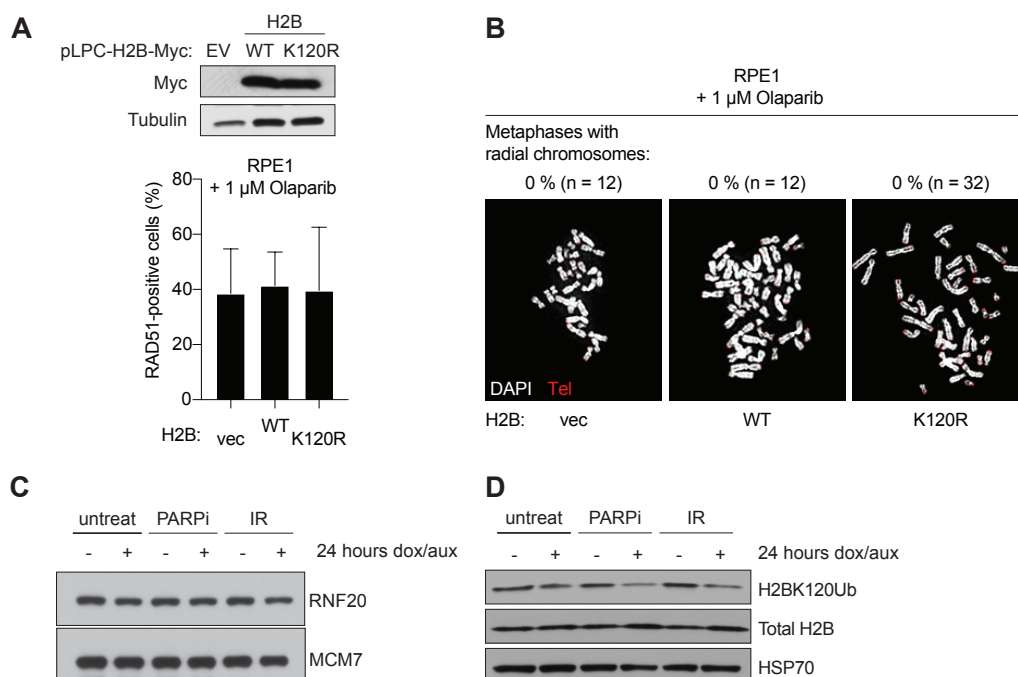 A
H2B
pLPC-H2B-Myc: EV WT K120R
Myc
Tubulin
RPE1
+ 1 µM Olaparib
RAD51-positive cells (%)
80
60
40
20
0
H2B: vec WT K120R
B
RPE1
+ 1 µM Olaparib
Metaphases with
radial chromosomes:
0 % (n = 12) 0 % (n = 12) 0 % (n = 32)
DAPI Tel
H2B: vec WT K120R
C
untreat PARPi IR
- + - + - + 24 hours dox/aux
RNF20
MCM7
D
untreat PARPi IR
- + - + - + 24 hours dox/aux
H2BK120Ub
Total H2B
HSP70